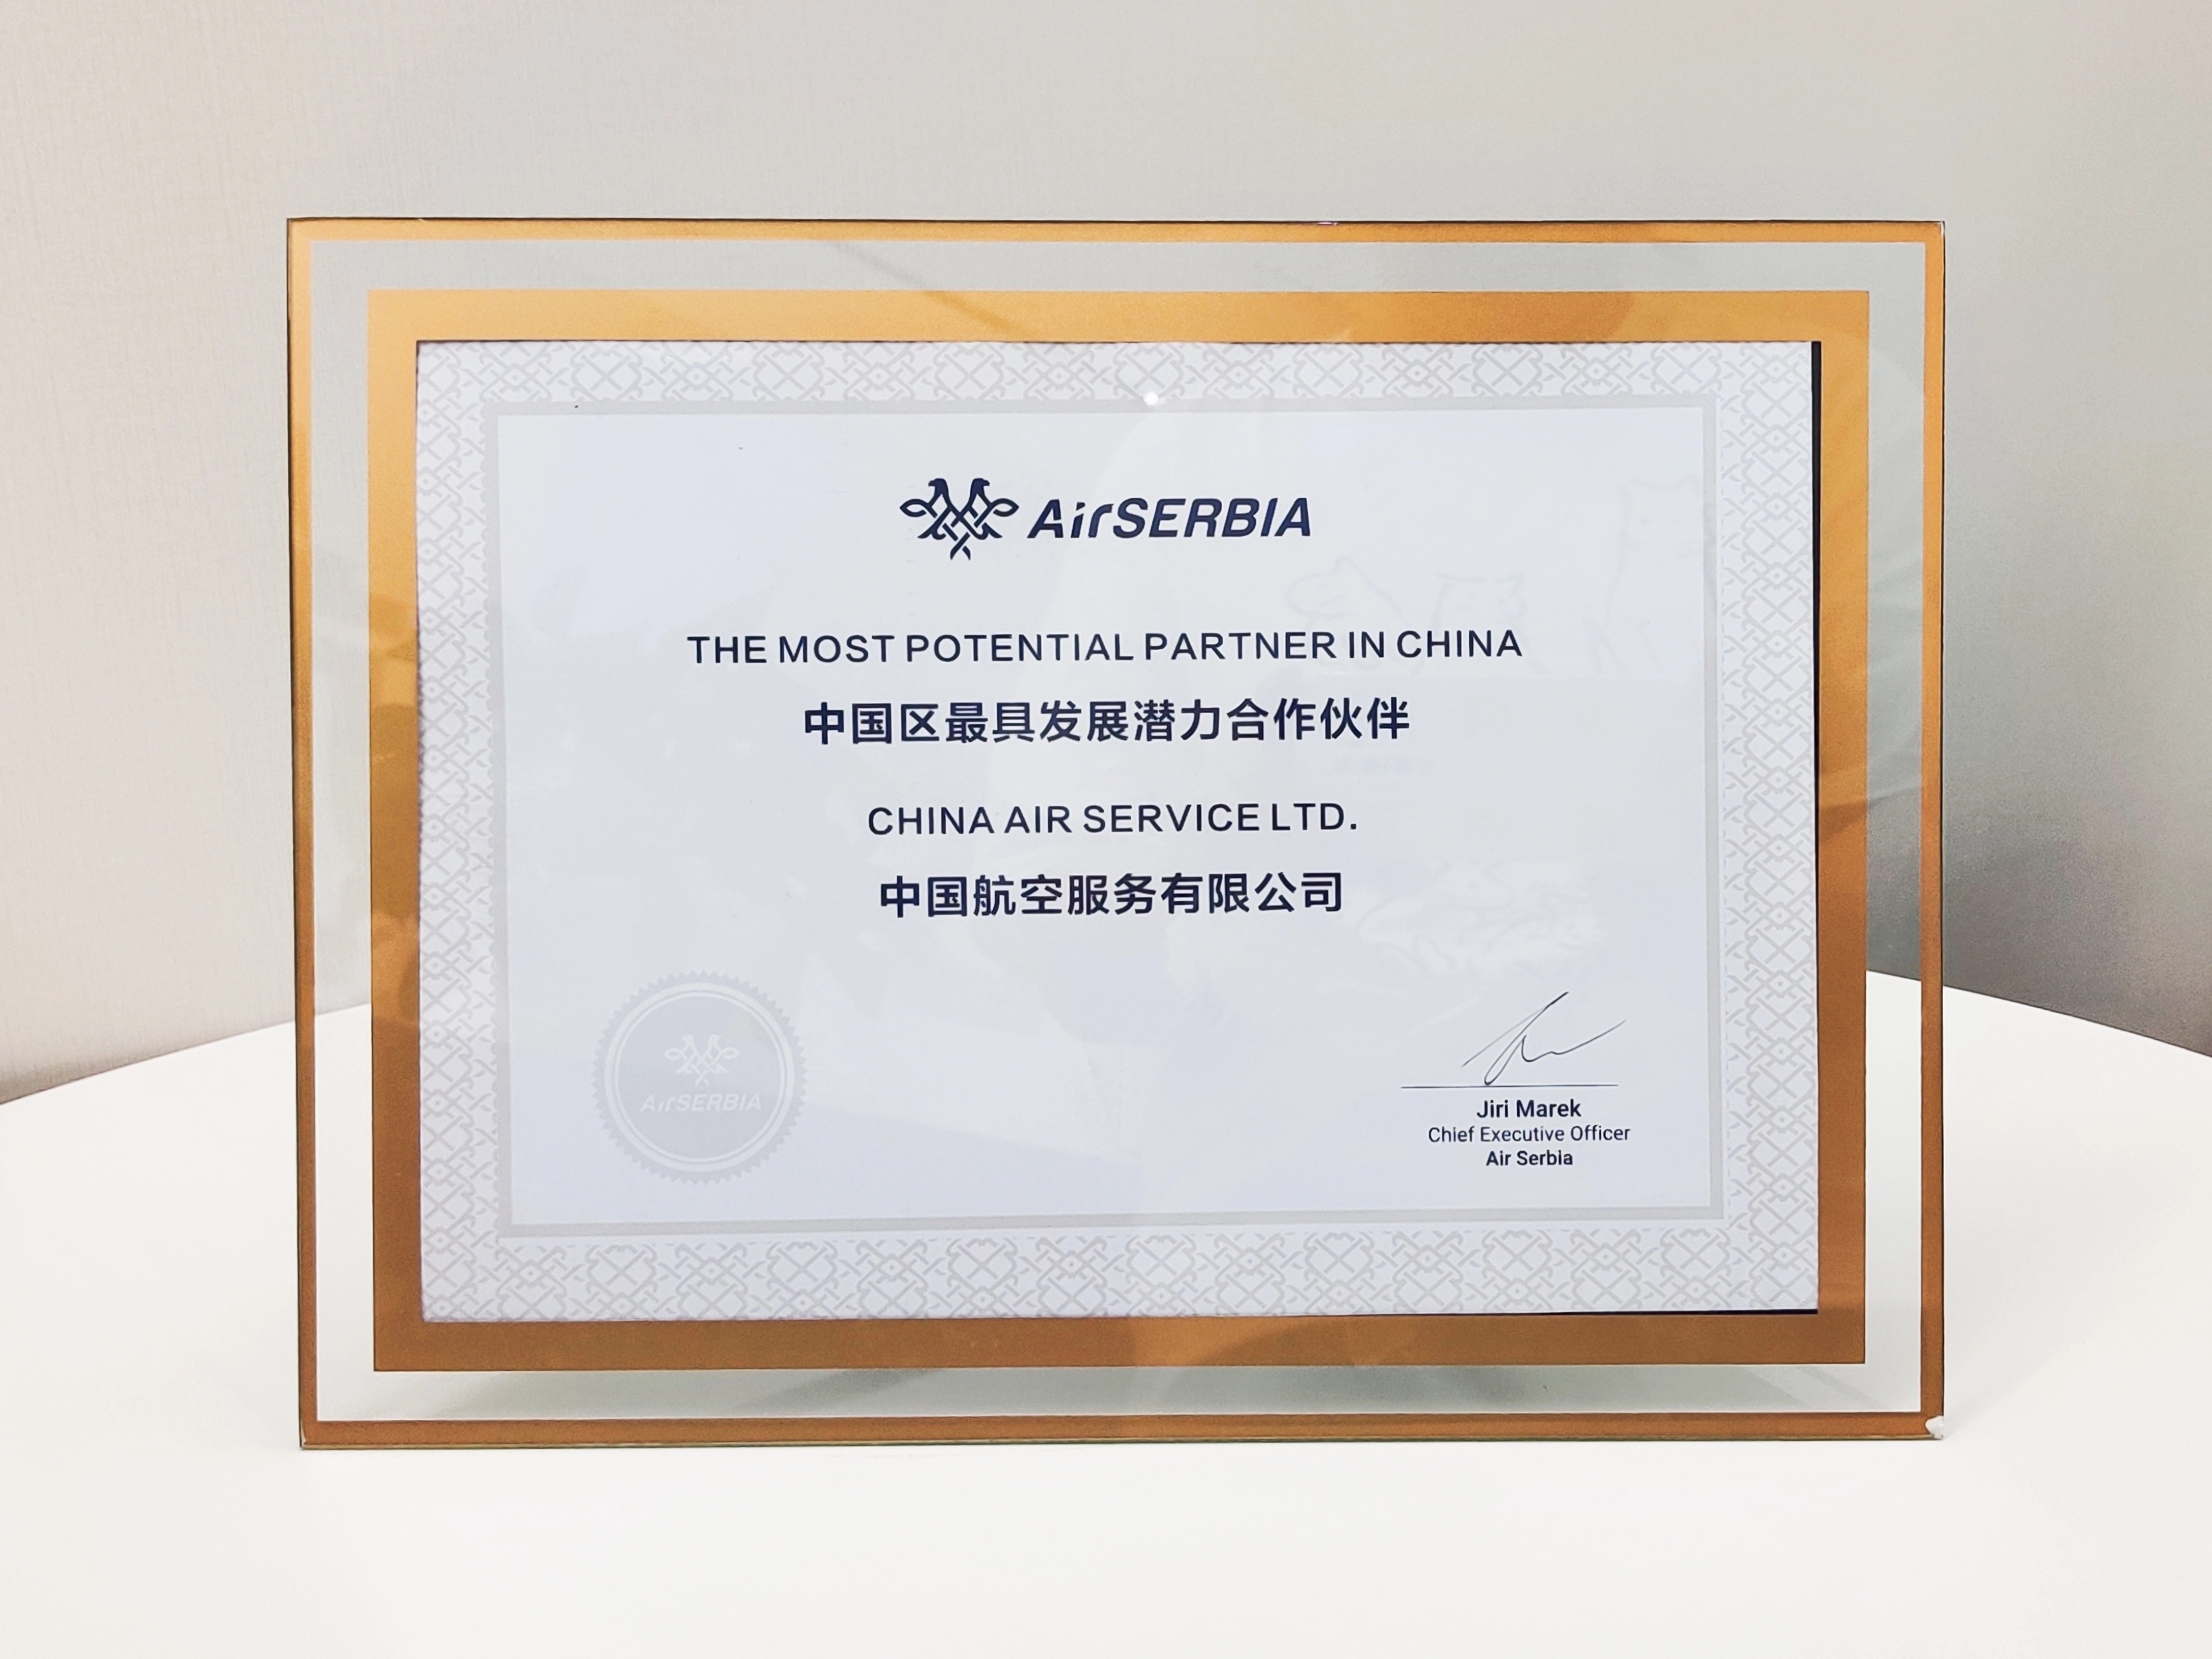 AirSERBIA
THE MOST POTENTIAL PARTNER IN CHINA
中国区最具发展潜力合作伙伴
CHINA AIR SERVICE LTD.
中国航空服务有限公司
AirSERBIA
Jiri Marek
Chief Executive Officer
Air Serbia